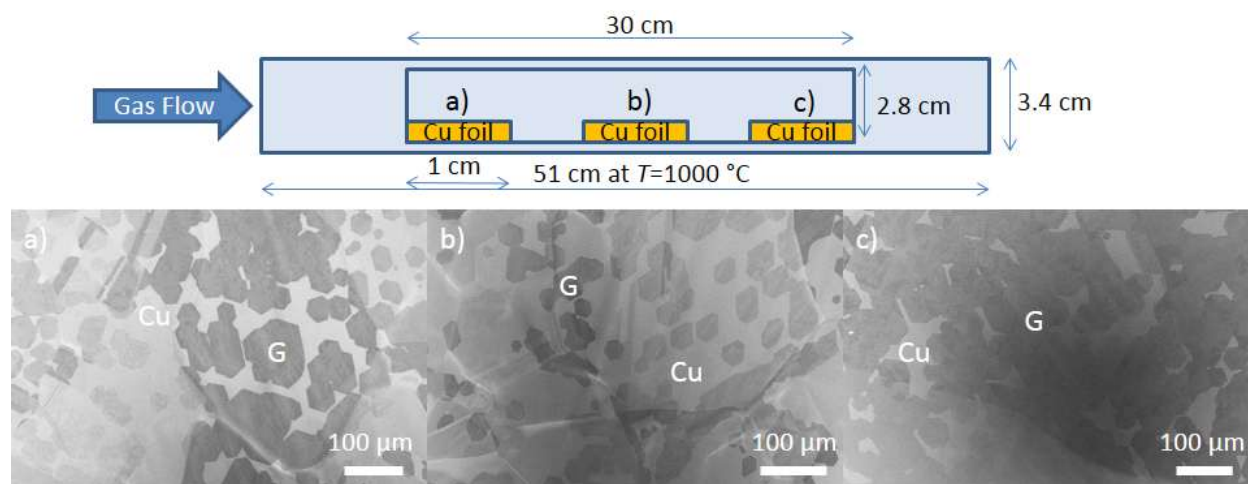 30 cm
Gas Flow
a)
b)
c)
Cu foil
Cu foil
Cu foil
2.8 cm
3.4 cm
1 cm
51 cm at T=1000 °C
a)
Cu
G
100 µm
b)
G
Cu
100 µm
c)
G
Cu
100 µm